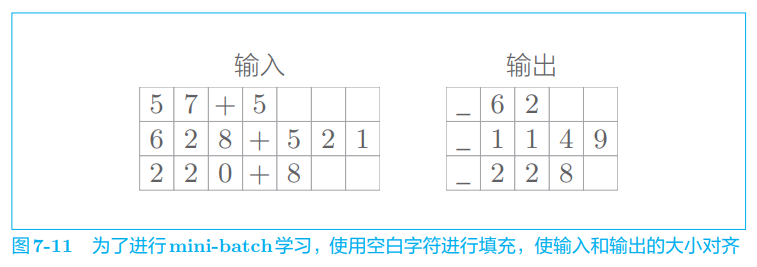 输入 输出
5 7 + 5 _ 6 2
6 2 8 + 5 2 1 _ 1 1 4 9
2 2 0 + 8 _ 2 2 8
图7-11 为了进行mini-batch学习，使用空白字符进行填充，使输入和输出的大小对齐